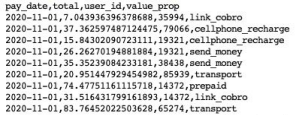 pay_date,total,user_id,value_prop
2020-11-01,7.043936396378688,35994,link_cobro
2020-11-01,37.36259748712447​5,79066,cellphone_recharge
2020-11-01,15.84302090723111,19321,cellphone_recharge
2020-11-01,26.26270194881884,19321,send_money
2020-11-01,35.35239084233181,38438,send_money
2020-11-01,20.951447929454982,85939,transport
2020-11-01,74.47751161115718,14372,prepaid
2020-11-01,31.516431799161893,14372,link_cobro
2020-11-01,83.76452022503628,65274,transport